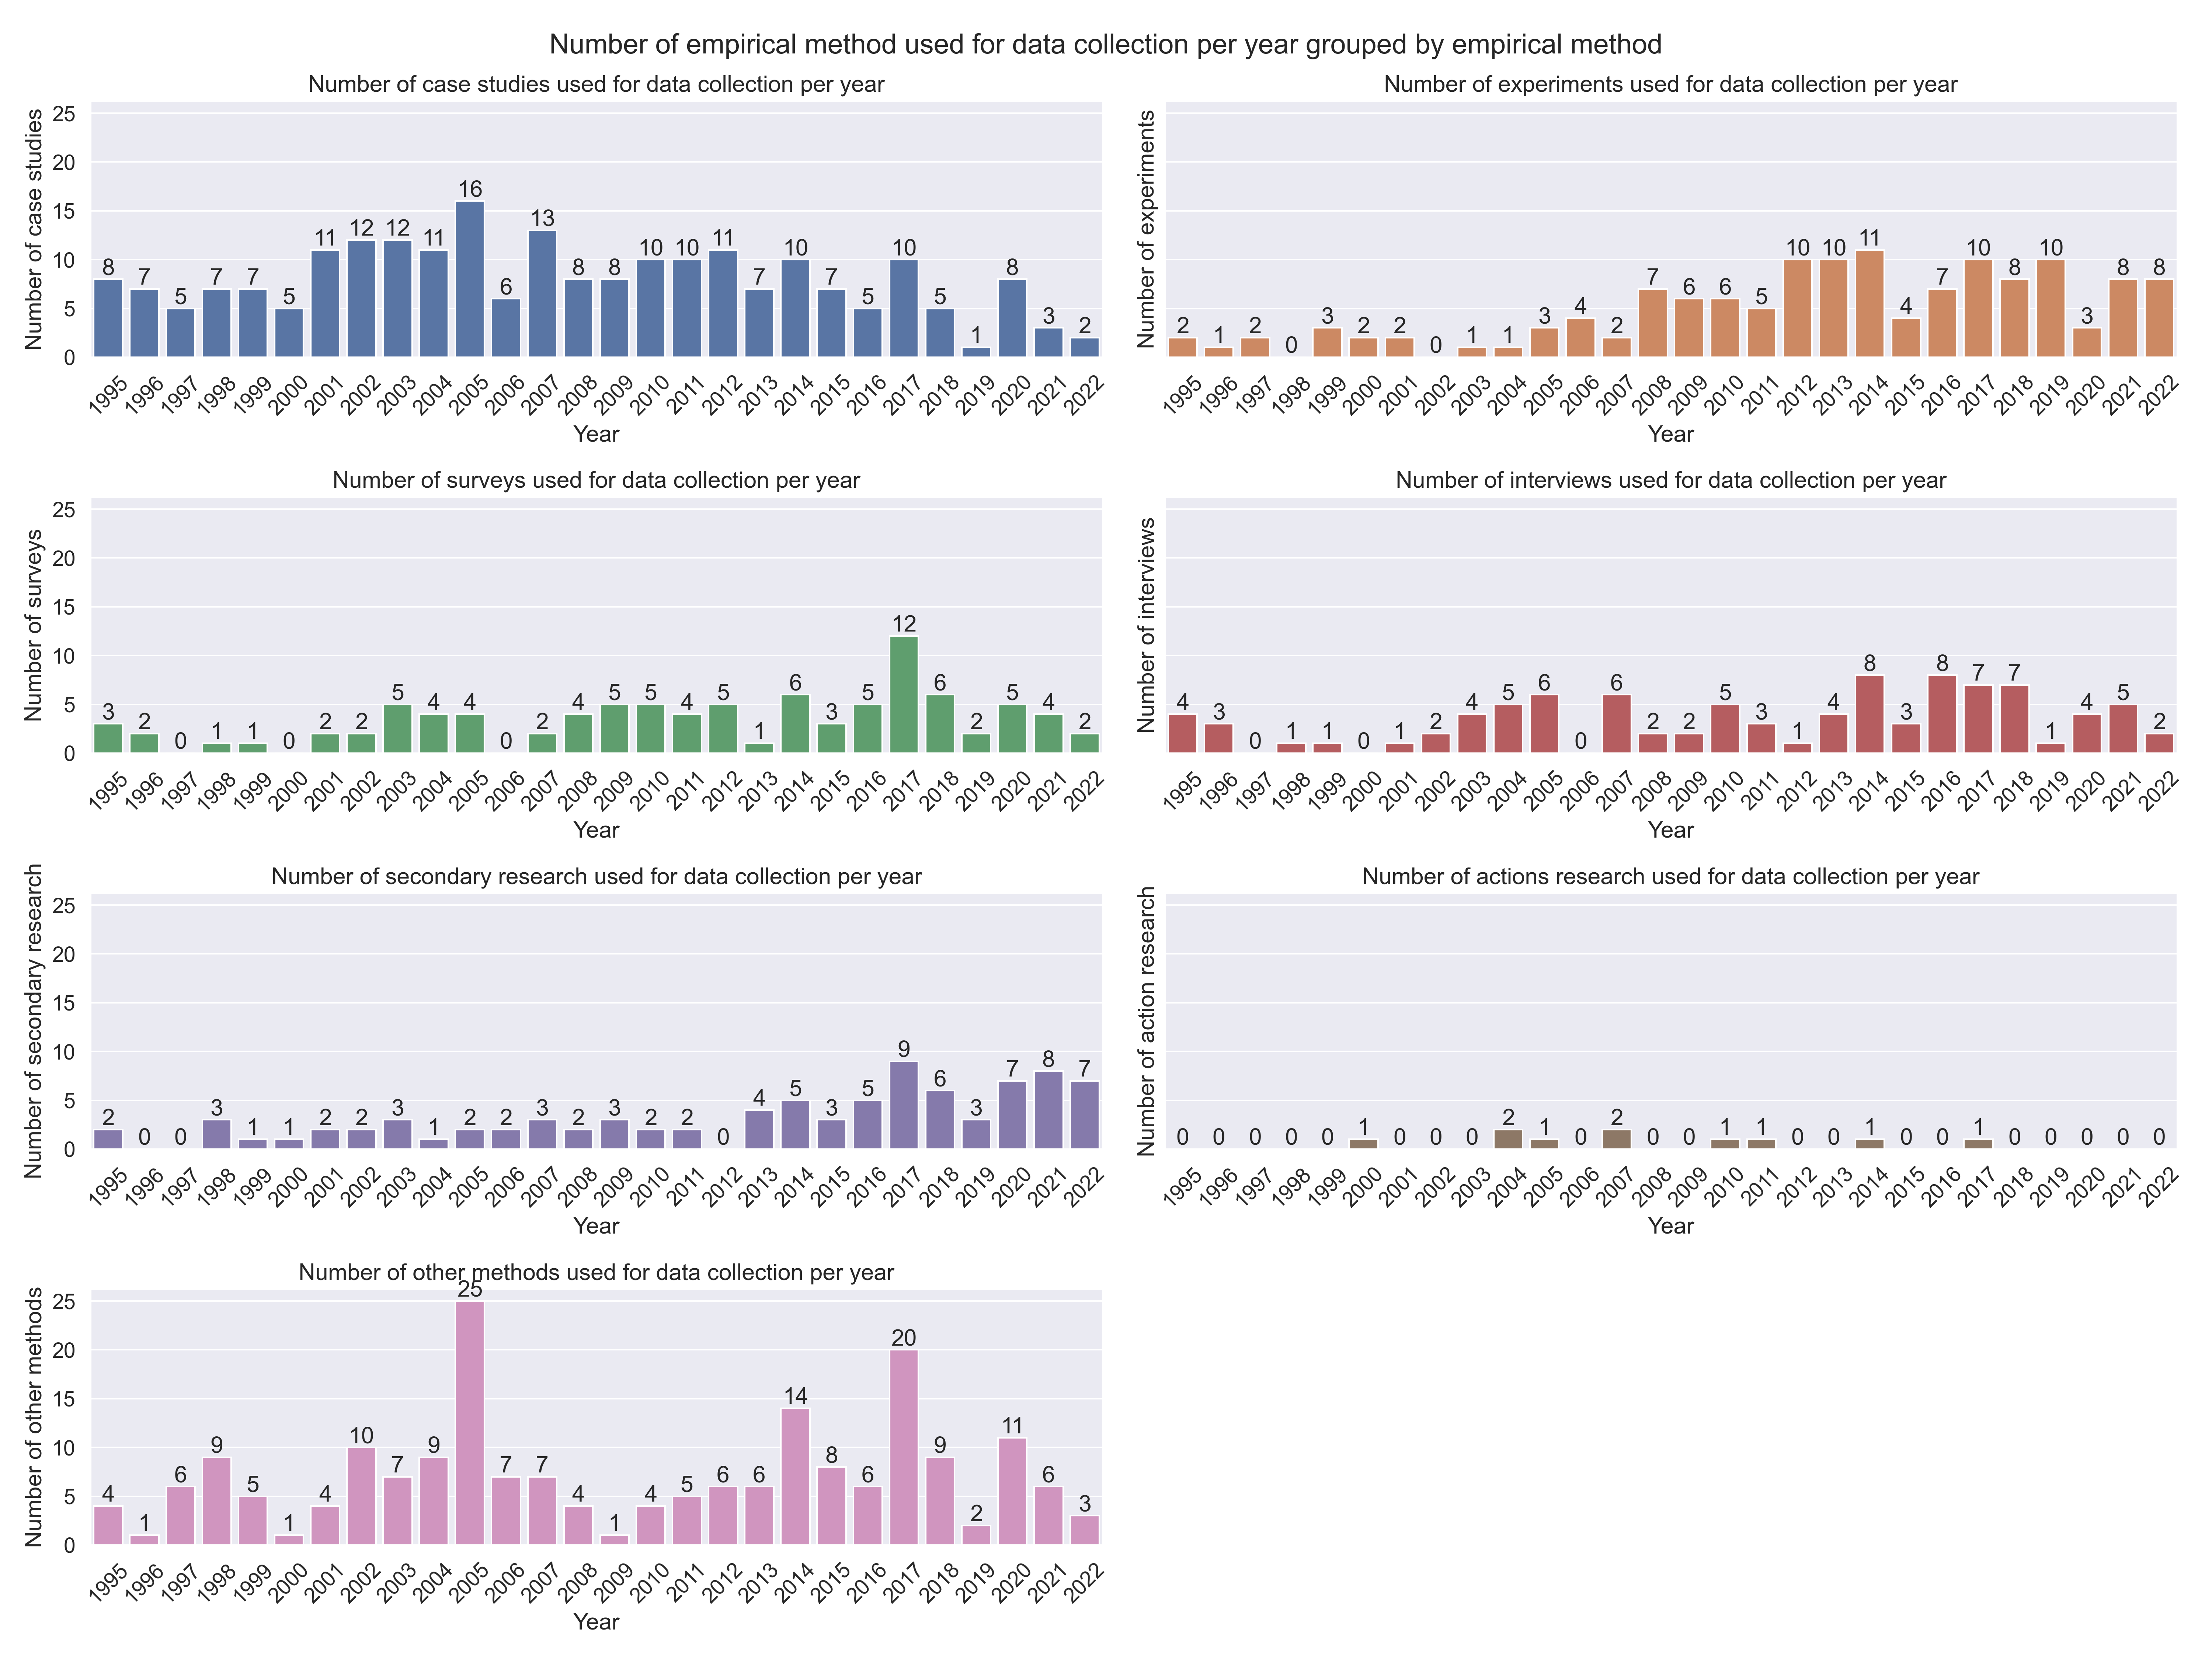 Number of empirical method used for data collection per year grouped by empirical method
Number of case studies used for data collection per year
Number of case studies
25
20
15
10
5
0
8 7 5 7 7 5 11 12 12 11 16 6 13 8 8 10 10 11 7 10 7 5 10 5 1 8 3 2
1995 1996 1997 1998 1999 2000 2001 2002 2003 2004 2005 2006 2007 2008 2009 2010 2011 2012 2013 2014 2015 2016 2017 2018 2019 2020 2021 2022
Year
Number of experiments used for data collection per year
Number of experiments
2 1 2 0 3 2 2 0 1 1 3 4 2 7 6 6 5 10 10 11 4 7 10 8 10 3 8 8
1995 1996 1997 1998 1999 2000 2001 2002 2003 2004 2005 2006 2007 2008 2009 2010 2011 2012 2013 2014 2015 2016 2017 2018 2019 2020 2021 2022
Year
Number of surveys used for data collection per year
Number of surveys
25
20
15
10
5
0
3 2 0 1 1 0 2 2 5 4 4 0 2 4 5 5 4 5 1 6 3 5 12 6 2 5 4 2
1995 1996 1997 1998 1999 2000 2001 2002 2003 2004 2005 2006 2007 2008 2009 2010 2011 2012 2013 2014 2015 2016 2017 2018 2019 2020 2021 2022
Year
Number of interviews used for data collection per year
Number of interviews
4 3 0 1 1 0 1 2 4 5 6 0 6 2 2 5 3 1 4 8 3 8 7 7 1 4 5 2
1995 1996 1997 1998 1999 2000 2001 2002 2003 2004 2005 2006 2007 2008 2009 2010 2011 2012 2013 2014 2015 2016 2017 2018 2019 2020 2021 2022
Year
Number of secondary research used for data collection per year
Number of secondary research
25
20
15
10
5
0
2 0 0 3 1 1 2 2 3 1 2 2 3 2 3 2 2 0 4 5 3 5 9 6 3 7 8 7
1995 1996 1997 1998 1999 2000 2001 2002 2003 2004 2005 2006 2007 2008 2009 2010 2011 2012 2013 2014 2015 2016 2017 2018 2019 2020 2021 2022
Year
Number of actions research used for data collection per year
Number of action research
0 0 0 0 0 1 0 0 0 2 1 0 2 0 0 1 1 0 0 1 0 0 1 0 0 0 0 0
1995 1996 1997 1998 1999 2000 2001 2002 2003 2004 2005 2006 2007 2008 2009 2010 2011 2012 2013 2014 2015 2016 2017 2018 2019 2020 2021 2022
Year
Number of other methods used for data collection per year
Number of other methods
25
20
15
10
5
0
4 1 6 9 5 1 4 10 7 9 25 7 7 4 1 4 5 6 6 14 8 6 20 9 2 11 6 3
1995 1996 1997 1998 1999 2000 2001 2002 2003 2004 2005 2006 2007 2008 2009 2010 2011 2012 2013 2014 2015 2016 2017 2018 2019 2020 2021 2022
Year